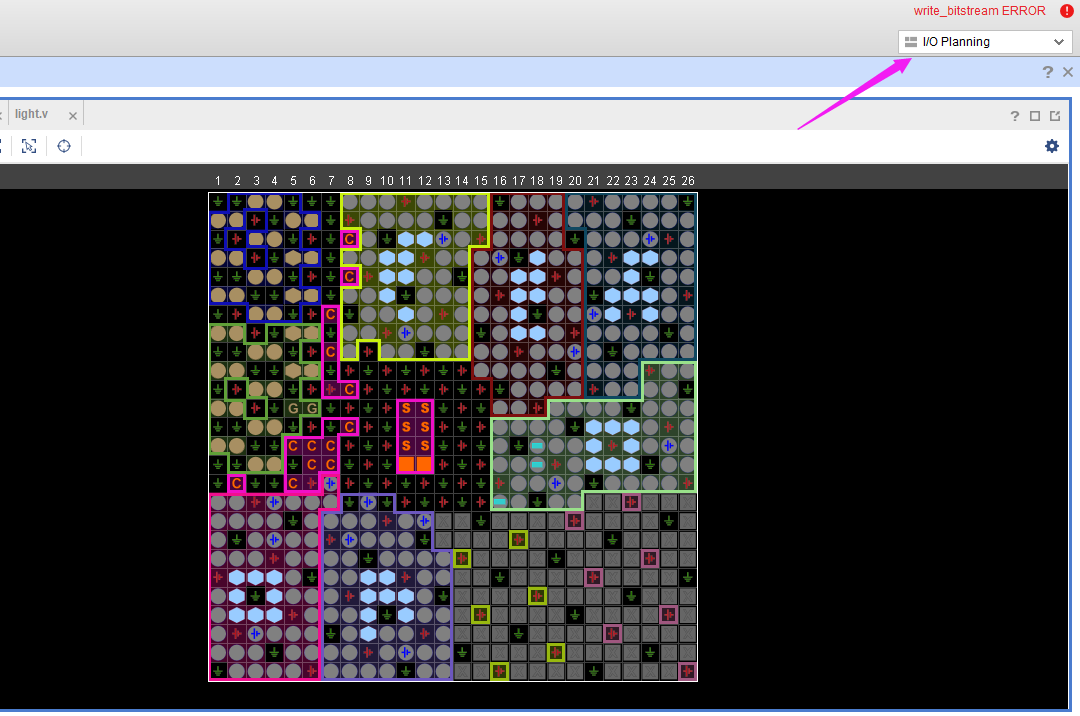 write_bitstream ERROR
I/O Planning
?
light.v
?
1 2 3 4 5 6 7 8 9 10 11 12 13 14 15 16 17 18 19 20 21 22 23 24 25 26
C
C
C
C
C
G G S S
C S S
C C C S S
C C
C C